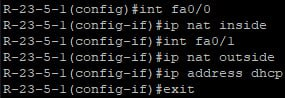 R-23-5-1(config)#int fa0/0
R-23-5-1(config-if)#ip nat inside
R-23-5-1(config-if)#int fa0/1
R-23-5-1(config-if)#ip nat outside
R-23-5-1(config-if)#ip address dhcp
R-23-5-1(config-if)#exit